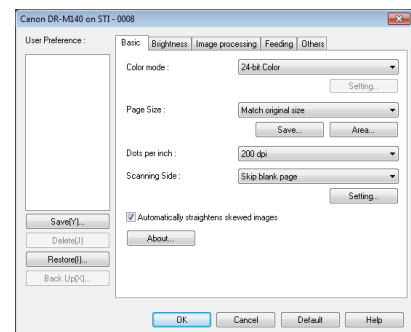 Canon DR-M140 on STI - 0008
User Preference :
Basic Brightness Image processing Feeding Others
Color mode : 24-bit Color
Setting...
Page Size : Match original size
Save... Area...
Dots per inch : 200 dpi
Scanning Side : Skip blank page
Setting...
Automatically straightens skewed images
About...
Save(Y)...
Delete(J)
Restore(I)...
Back Up(X)...
OK Cancel Default Help